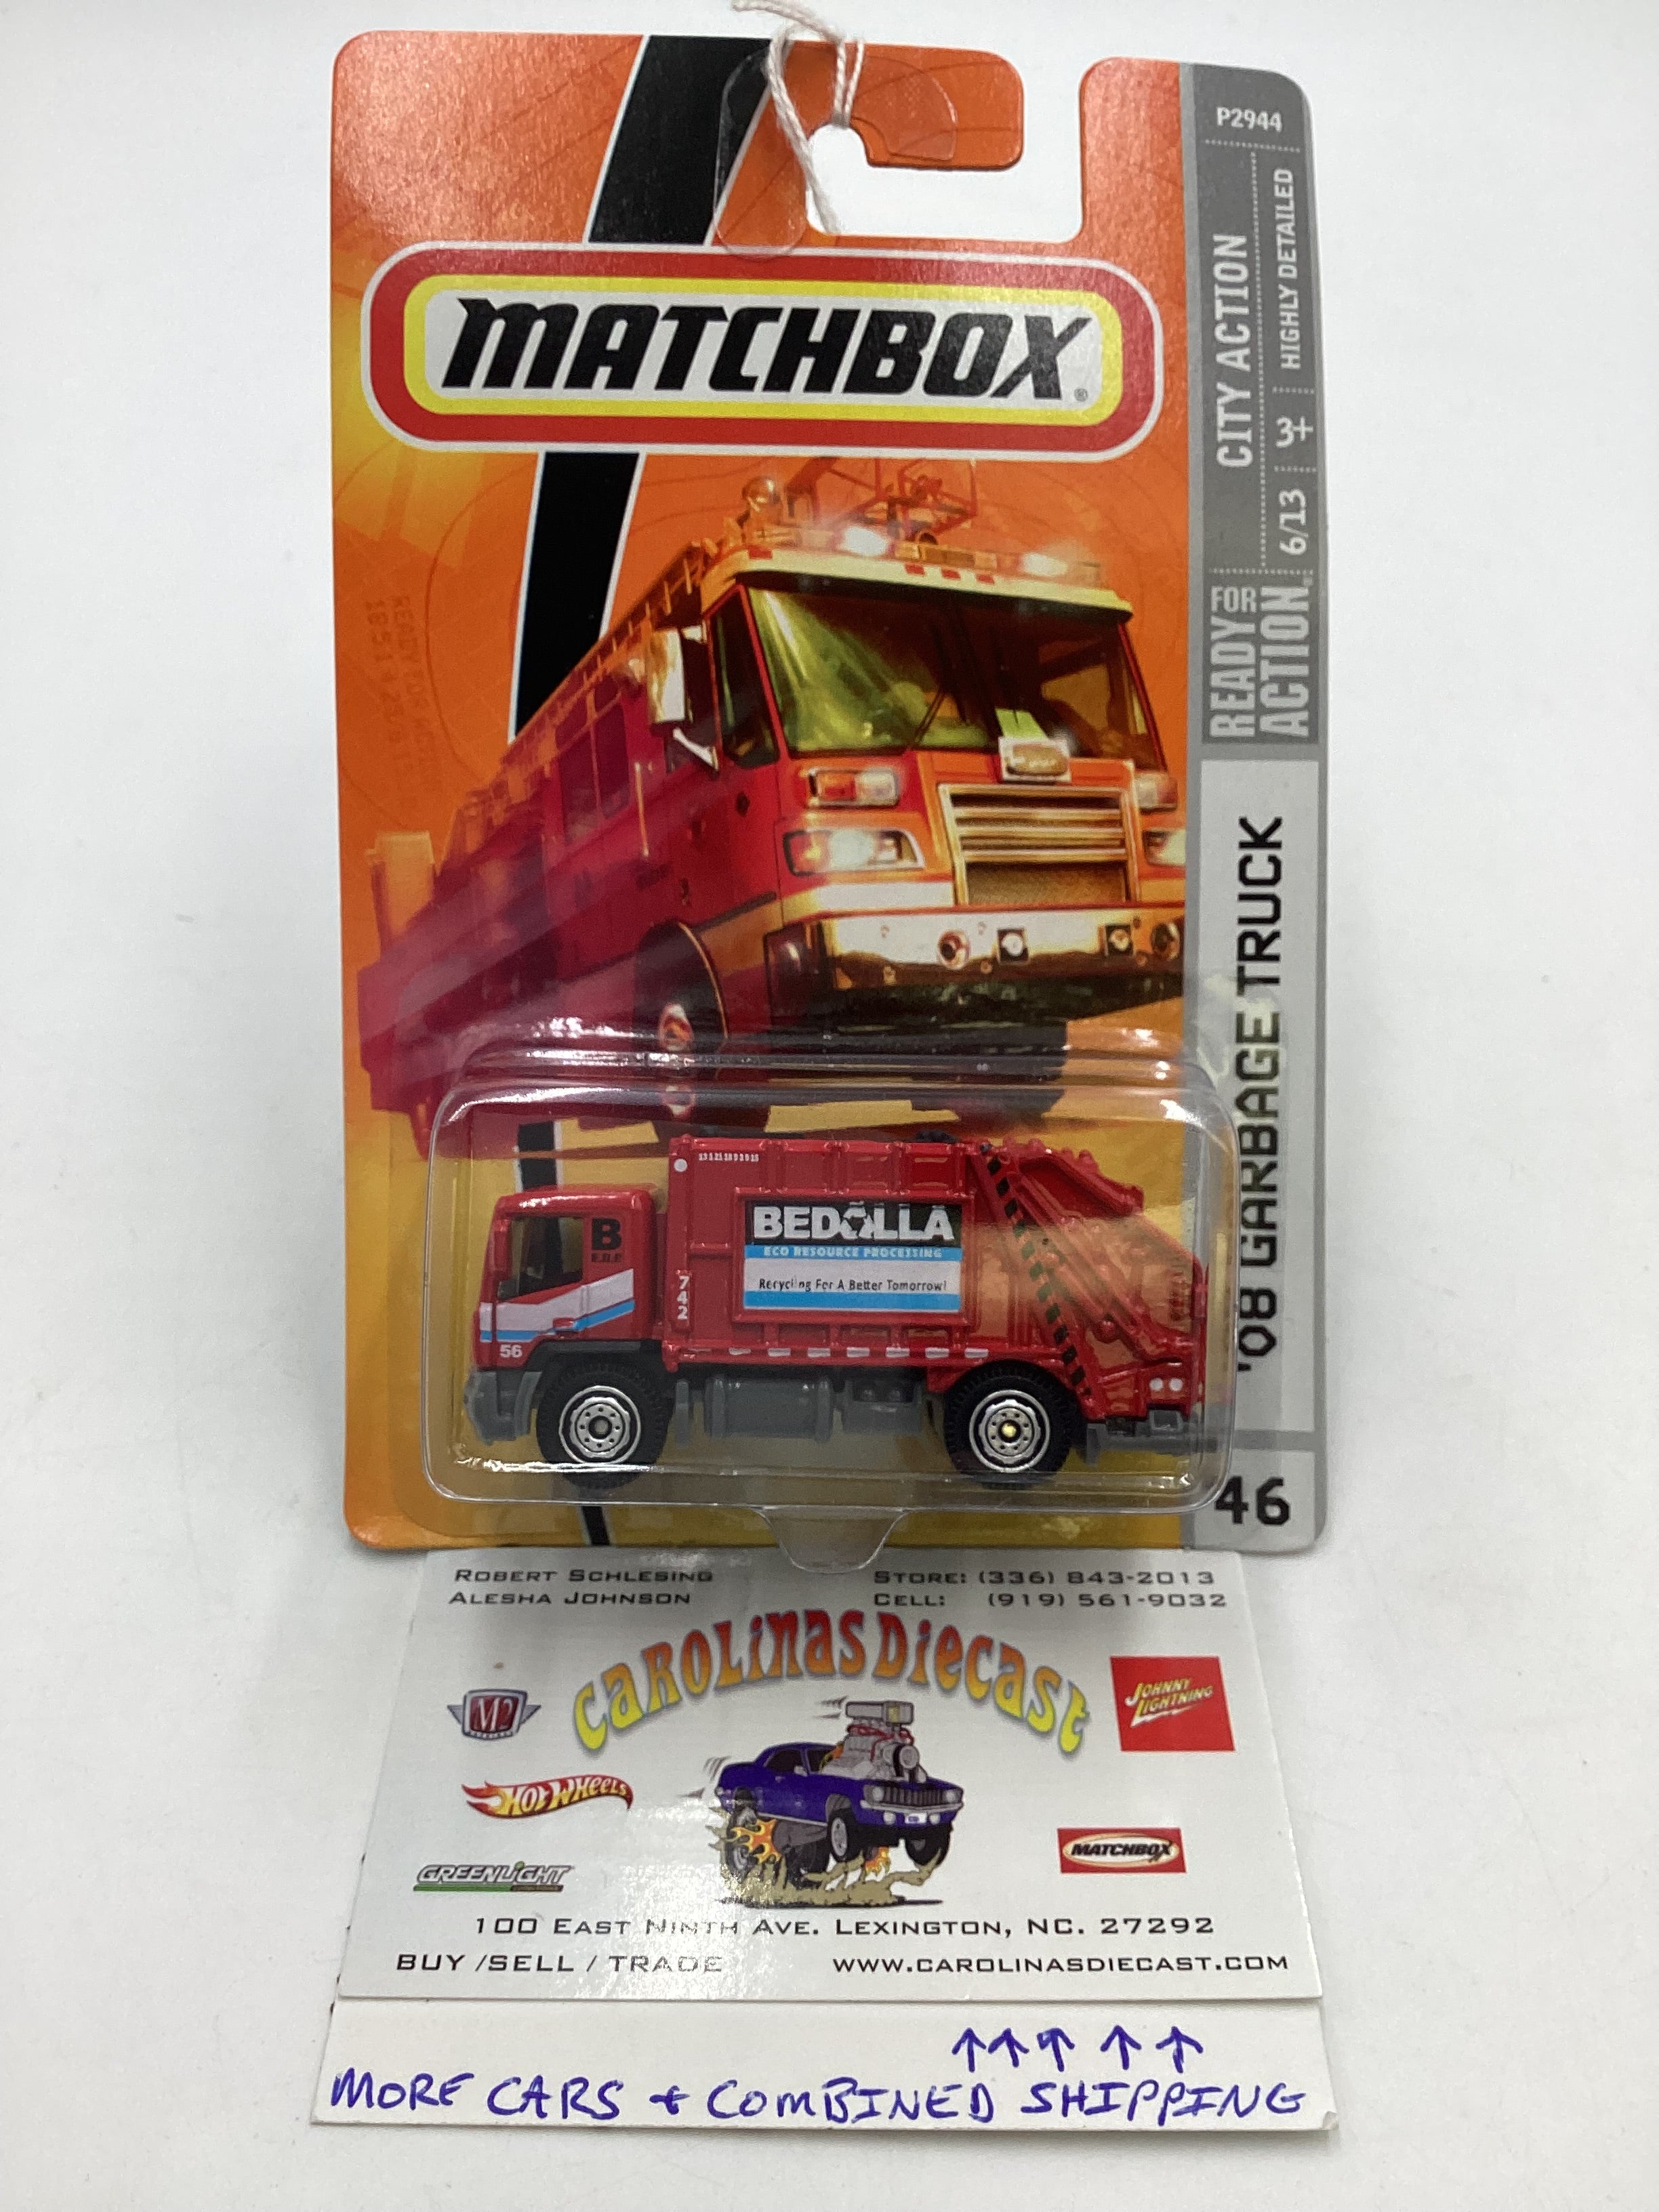 P2944
MATCHBOX®
CITY ACTION
HIGHLY DETAILED
6/13 3+
READY FOR ACTION®
'08 GARBAGE TRUCK
46
BEDOLLA
ECO RESOURCE PROCESSING
Recycling For A Better Tomorrow!
B
742
56
ROBERT SCHLESING
ALESHA JOHNSON
STORE: (336) 843-2013
CELL: (919) 561-9032
CAROLINAS DIECAST
M2
JOHNNY LIGHTNING
HOT WHEELS
MATCHBOX
GREENLIGHT
100 EAST NINTH AVE. LEXINGTON, NC. 27292
BUY /SELL / TRADE WWW.CAROLINASDIECAST.COM
↑↑↑↑↑
MORE CARS + COMBINED SHIPPING